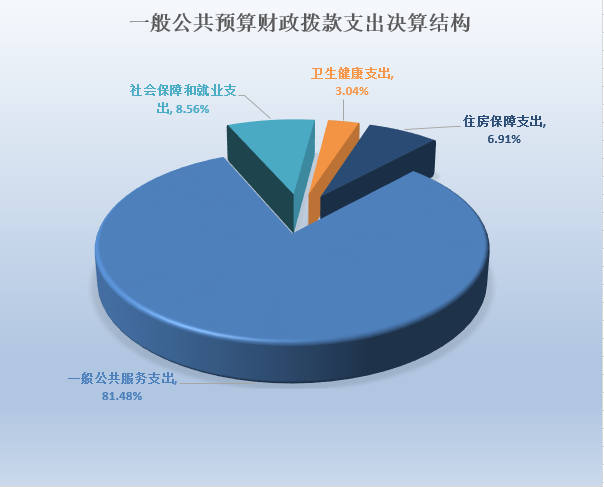 一般公共预算财政拨款支出决算结构
卫生健康支出,
3.04%
社会保障和就业支
出, 8.56%
住房保障支出,
6.91%
一般公共服务支出,
81.48%